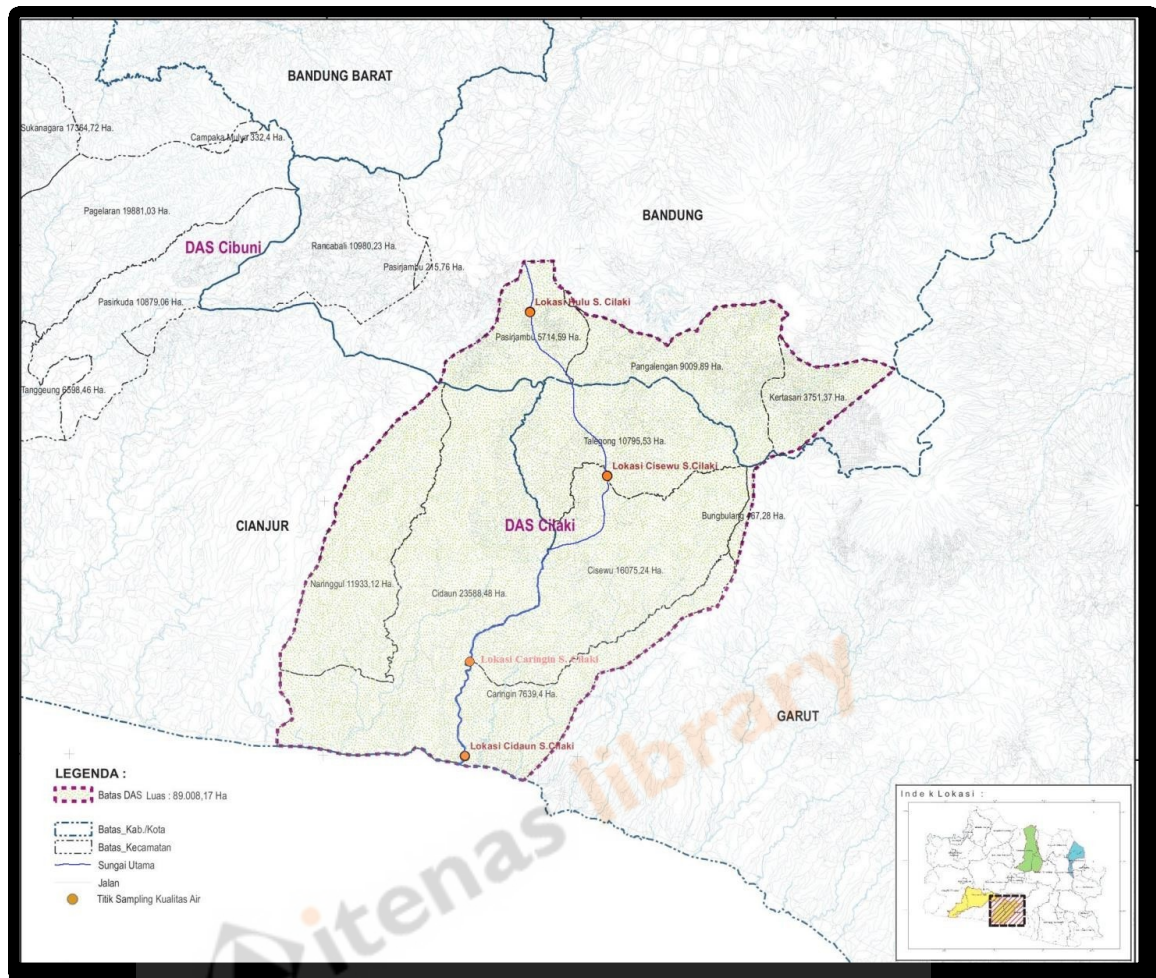 BANDUNG BARAT
Sukanagara 17364,72 Ha.
Campaka Mulya 332,4 Ha.
Pagelaran 19881,03 Ha.
BANDUNG
DAS Cibuni
Rancabali 10980,23 Ha.
Pasirjambu 215,76 Ha.
Pasirkuda 10879,06 Ha.
Lokasi Hulu S. Cilaki
Pasirjambu 5714,59 Ha.
Pangalengan 9009,89 Ha.
Tanggeung 6598,46 Ha.
Kertasari 3751,37 Ha.
Talegong 10795,53 Ha.
Lokasi Cisewu S.Cilaki
CIANJUR
DAS Cilaki
Bungbulang 467,28 Ha.
Cisewu 16075,24 Ha.
Naringgul 11933,12 Ha.
Cidaun 23588,48 Ha.
Lokasi Caringin S. Cilaki
Caringin 7639,4 Ha.
GARUT
Lokasi Cidaun S.Cilaki
LEGENDA :
Batas DAS Luas : 89.008,17 Ha
Batas_Kab./Kota
Batas_Kecamatan
Sungai Utama
Jalan
Titik Sampling Kualitas Air
Indek Lokasi :
itenas library